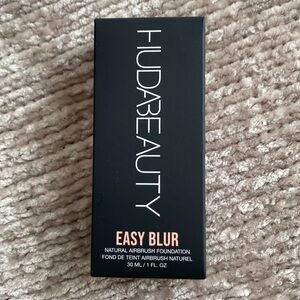 HUDABEAUTY
EASY BLUR
NATURAL AIRBRUSH FOUNDATION
FOND DE TEINT AIRBRUSH NATUREL
30 ML / 1 FL. OZ